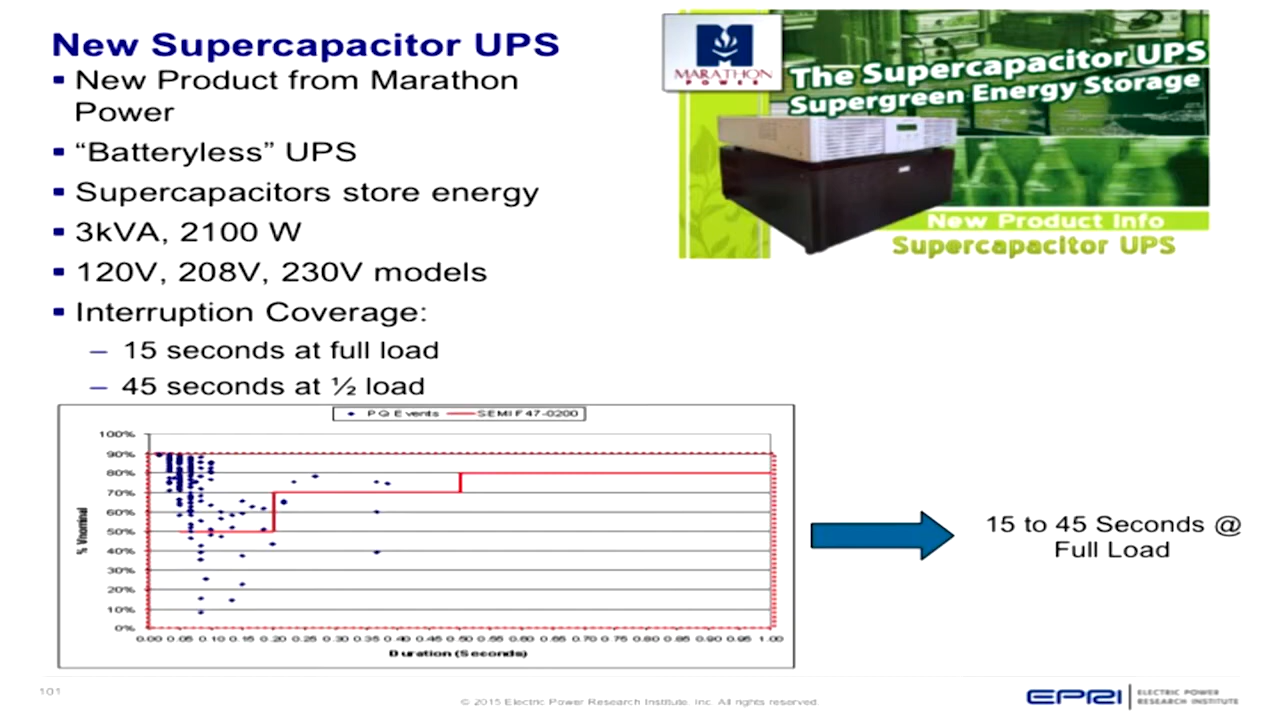 New Supercapacitor UPS
▪ New Product from Marathon
Power
▪ “Batteryless” UPS
▪ Supercapacitors store energy
▪ 3kVA, 2100 W
▪ 120V, 208V, 230V models
▪ Interruption Coverage:
– 15 seconds at full load
– 45 seconds at ½ load
MARATHON
POWER
The Supercapacitor UPS
Supergreen Energy Storage
New Product Info
Supercapacitor UPS
PQ Events SEMI F47-0200
100%
90%
80%
70%
60%
50%
40%
30%
20%
10%
0%
% Vnominal
0.00 0.05 0.10 0.15 0.20 0.25 0.30 0.35 0.40 0.45 0.50 0.55 0.60 0.65 0.70 0.75 0.80 0.85 0.90 0.95 1.00
Duration (Seconds)
15 to 45 Seconds @
Full Load
101
© 2015 Electric Power Research Institute, Inc. All rights reserved.
EPRI
ELECTRIC POWER
RESEARCH INSTITUTE